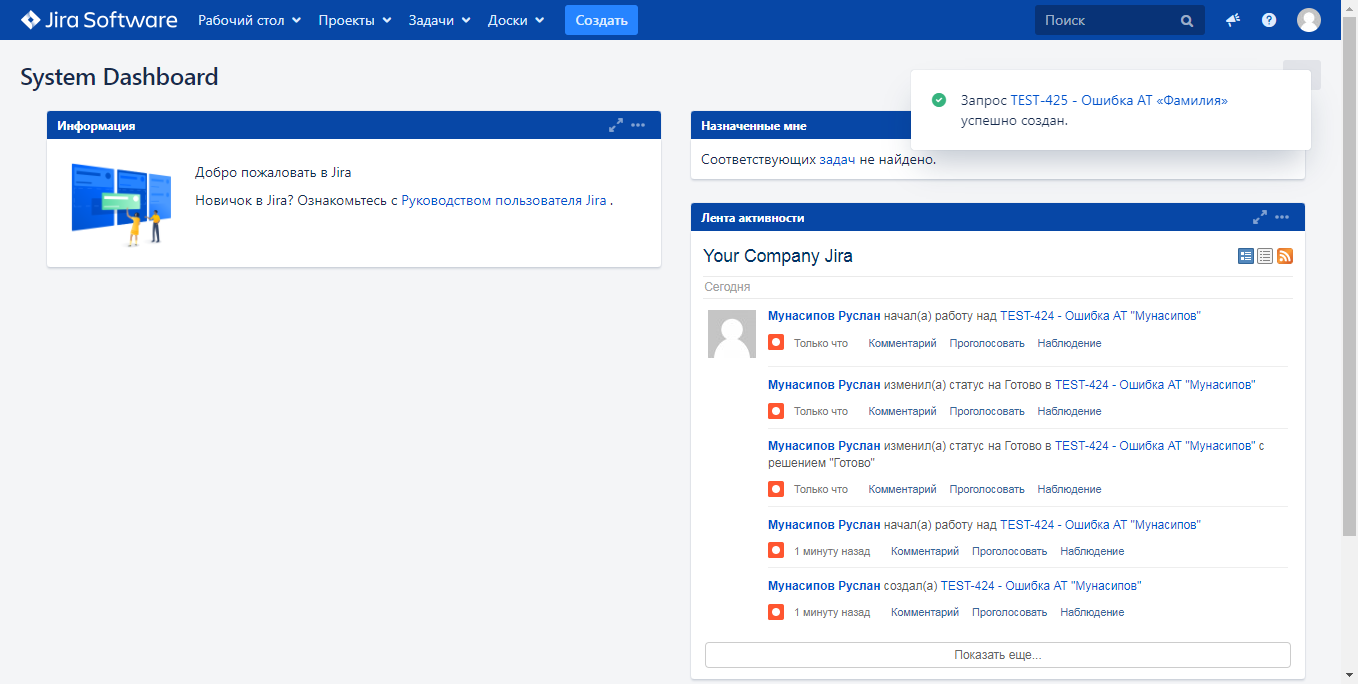 Jira Software Рабочий стол Проекты Задачи Доски Создать Поиск
System Dashboard
Запрос TEST-425 - Ошибка АТ «Фамилия»
успешно создан.
Информация
Добро пожаловать в Jira
Новичок в Jira? Ознакомьтесь с Руководством пользователя Jira .
Назначенные мне
Соответствующих задач не найдено.
Лента активности
Your Company Jira
Сегодня
Мунасипов Руслан начал(а) работу над TEST-424 - Ошибка АТ "Мунасипов"
Только что Комментарий Проголосовать Наблюдение
Мунасипов Руслан изменил(а) статус на Готово в TEST-424 - Ошибка АТ "Мунасипов"
Только что Комментарий Проголосовать Наблюдение
Мунасипов Руслан изменил(а) статус на Готово в TEST-424 - Ошибка АТ "Мунасипов" с
решением "Готово"
Только что Комментарий Проголосовать Наблюдение
Мунасипов Руслан начал(а) работу над TEST-424 - Ошибка АТ "Мунасипов"
1 минуту назад Комментарий Проголосовать Наблюдение
Мунасипов Руслан создал(а) TEST-424 - Ошибка АТ "Мунасипов"
1 минуту назад Комментарий Проголосовать Наблюдение
Показать еще...